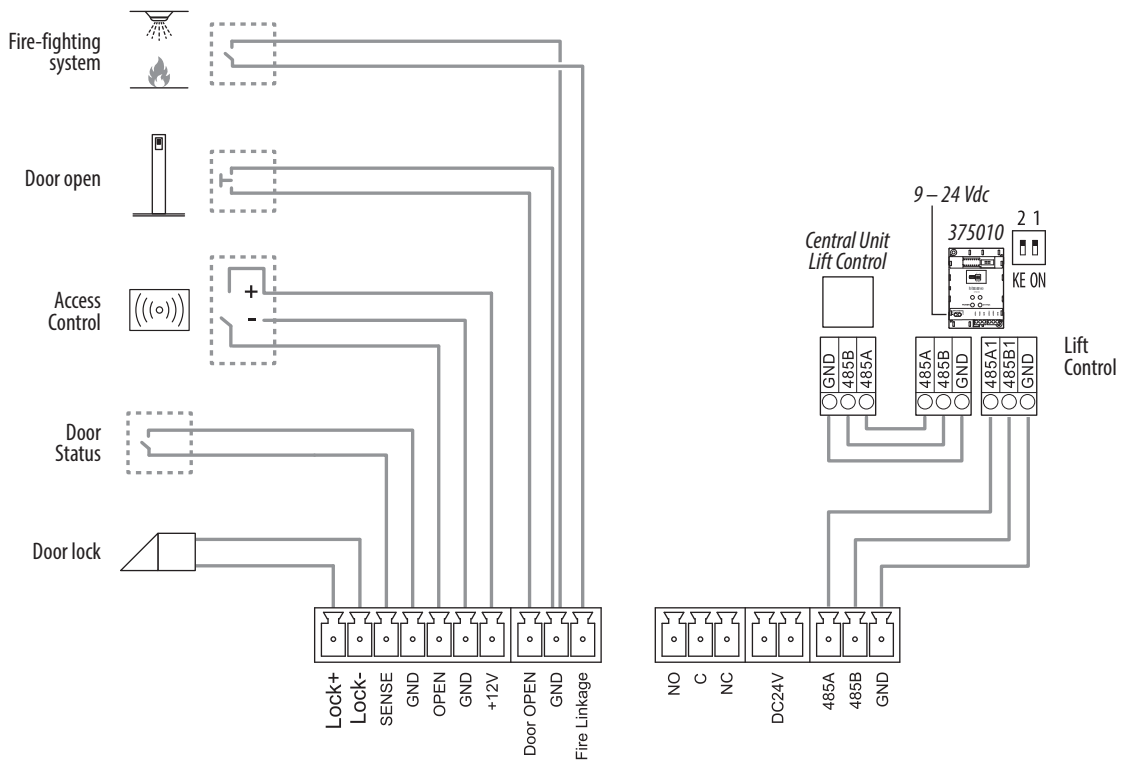 Fire-fighting
system
Door open
Access
Control
+
-
Door
Status
Door lock
Lock+
Lock-
SENSE
GND
OPEN
GND
+12V
Door OPEN
GND
Fire Linkage
9 – 24 Vdc
375010
2 1
KE ON
Central Unit
Lift Control
GND
485B
485A
485A
485B
GND
485A1
485B1
GND
Lift
Control
NO
C
NC
DC24V
485A
485B
GND